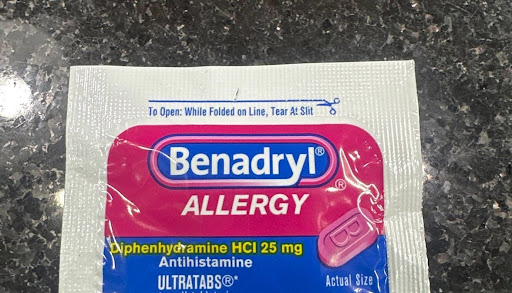 To Open: While Folded on Line, Tear At Slit
Benadryl®
®
ALLERGY
Diphenhydramine HCl 25 mg
Antihistamine
ULTRATABS®*
B
Actual Size